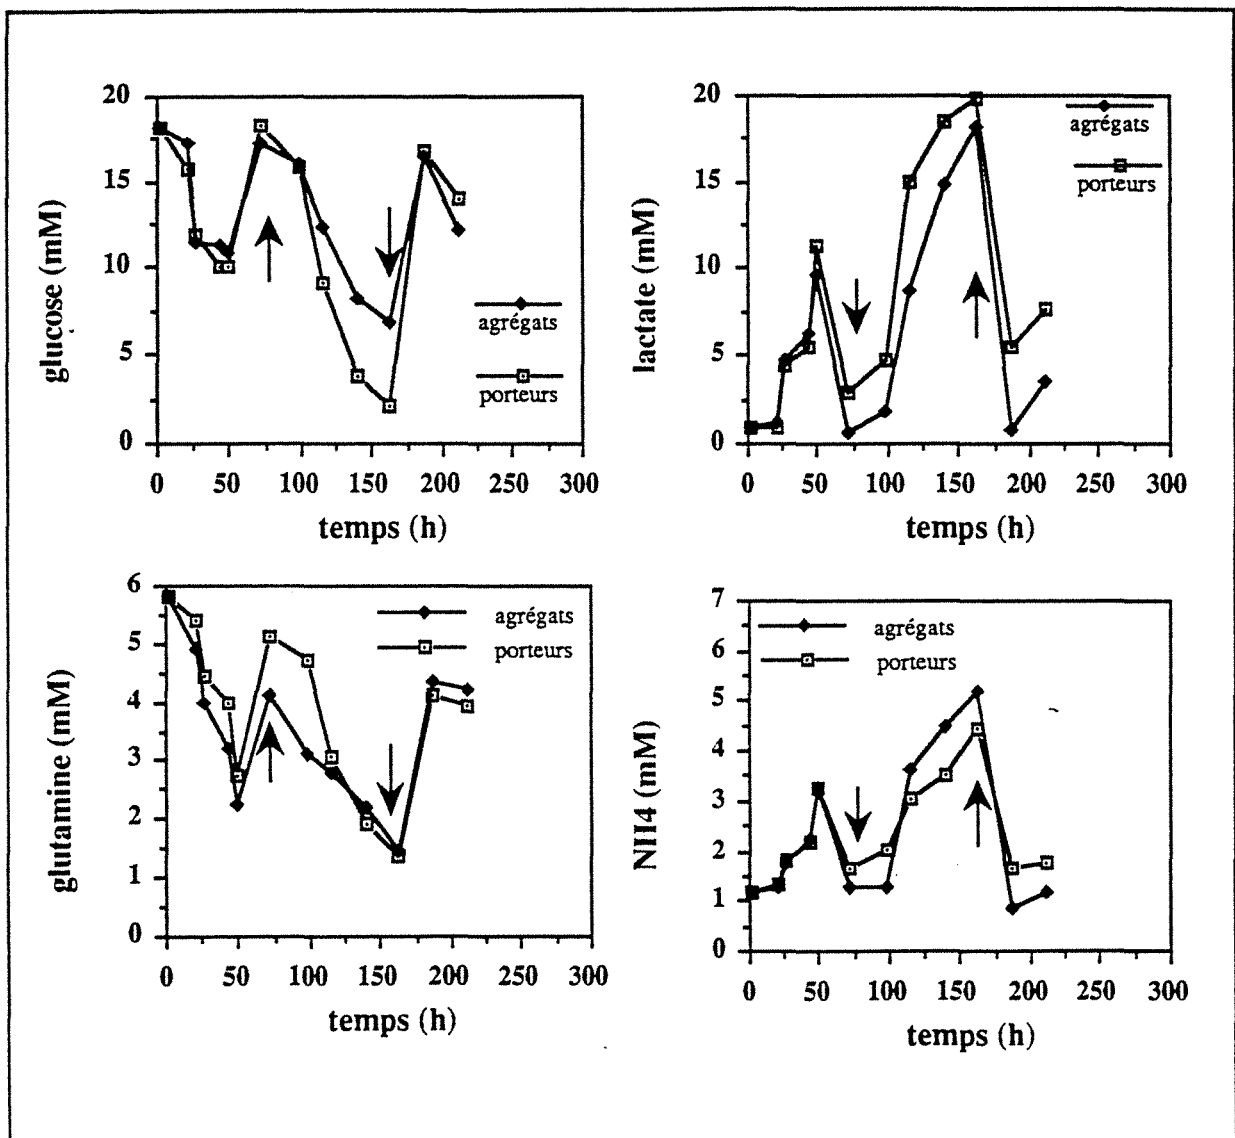 20
15
10
5
0
glucose (mM)
0 50 100 150 200 250 300
temps (h)
agrégats
porteurs
20
15
10
5
0
lactate (mM)
0 50 100 150 200 250 300
temps (h)
agrégats
porteurs
6
5
4
3
2
1
0
glutamine (mM)
0 50 100 150 200 250 300
temps (h)
agrégats
porteurs
7
6
5
4
3
2
1
0
NH4 (mM)
0 50 100 150 200 250 300
temps (h)
agrégats
porteurs